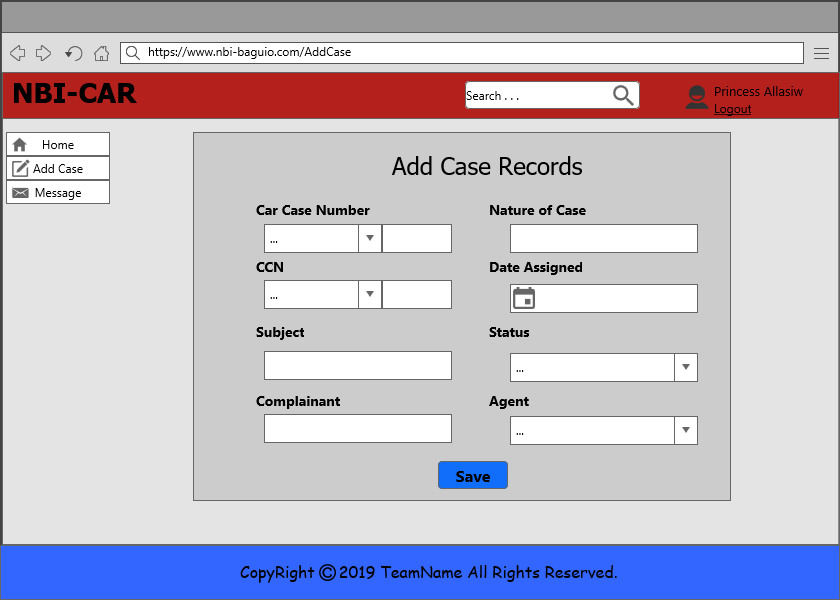 https://www.nbi-baguio.com/AddCase
NBI-CAR
Search . . .
Princess Allasiw
Logout
Home
Add Case
Message
Add Case Records
Car Case Number
Nature of Case
...
CCN
Date Assigned
...
Subject
Status
...
Complainant
Agent
...
Save
CopyRight © 2019 TeamName All Rights Reserved.